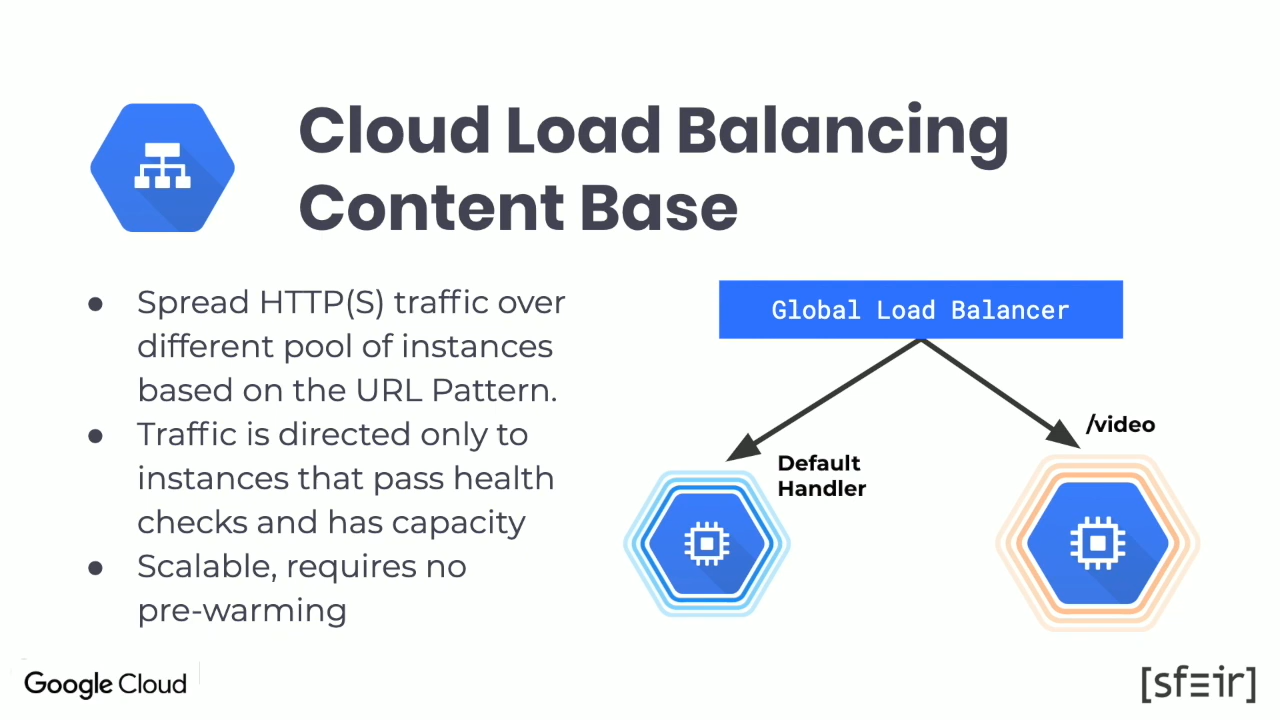 Cloud Load Balancing
Content Base
● Spread HTTP(S) traffic over
different pool of instances
based on the URL Pattern.
● Traffic is directed only to
instances that pass health
checks and has capacity
● Scalable, requires no
pre-warming
Global Load Balancer
/video
Default
Handler
Google Cloud
[sfeir]